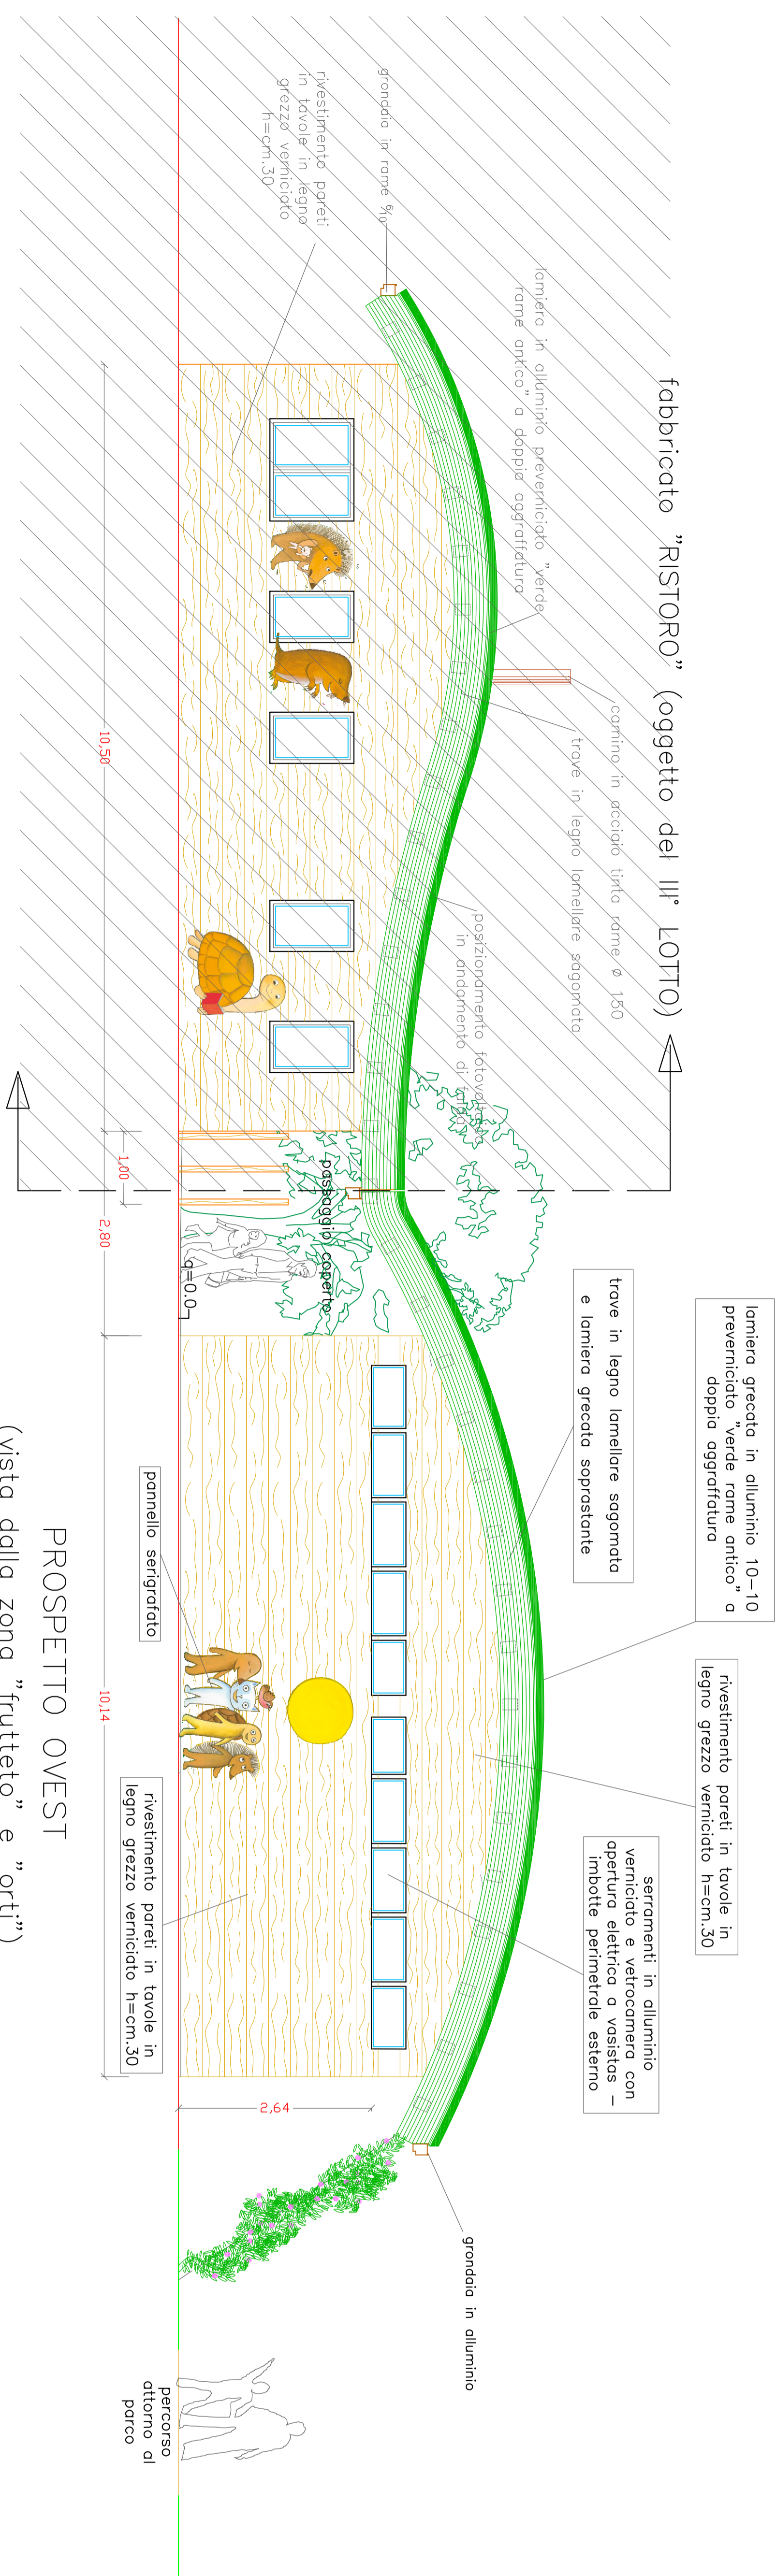 fabbricato "RISTORO" (oggetto del III° LOTTO)
grondaia in rame 6/10
rivestimento pareti
in tavole in legno
grezzo verniciato
h=cm.30
lamiera in alluminio preverniciato "verde
rame antico" a doppia aggraffatura
camino in acciaio tinta rame Ø 150
trave in legno lamellare sagomata
posizionamento fotovoltaico
in andamento di falda
passaggio coperto
q=0.0
10,50
1,00
2,80
lamiera grecata in alluminio 10-10
preverniciato "verde rame antico" a
doppia aggraffatura
trave in legno lamellare sagomata
e lamiera grecata soprastante
rivestimento pareti in tavole in
legno grezzo verniciato h=cm.30
serramenti in alluminio
verniciato e vetrocamera con
apertura elettrica a vasistas –
imbotte perimetrale esterno
grondaia in alluminio
pannello serigrafato
rivestimento pareti in tavole in
legno grezzo verniciato h=cm.30
10,14
2,64
percorso
attorno al
parco
PROSPETTO OVEST
(vista dalla zona "frutteto" e "orti")